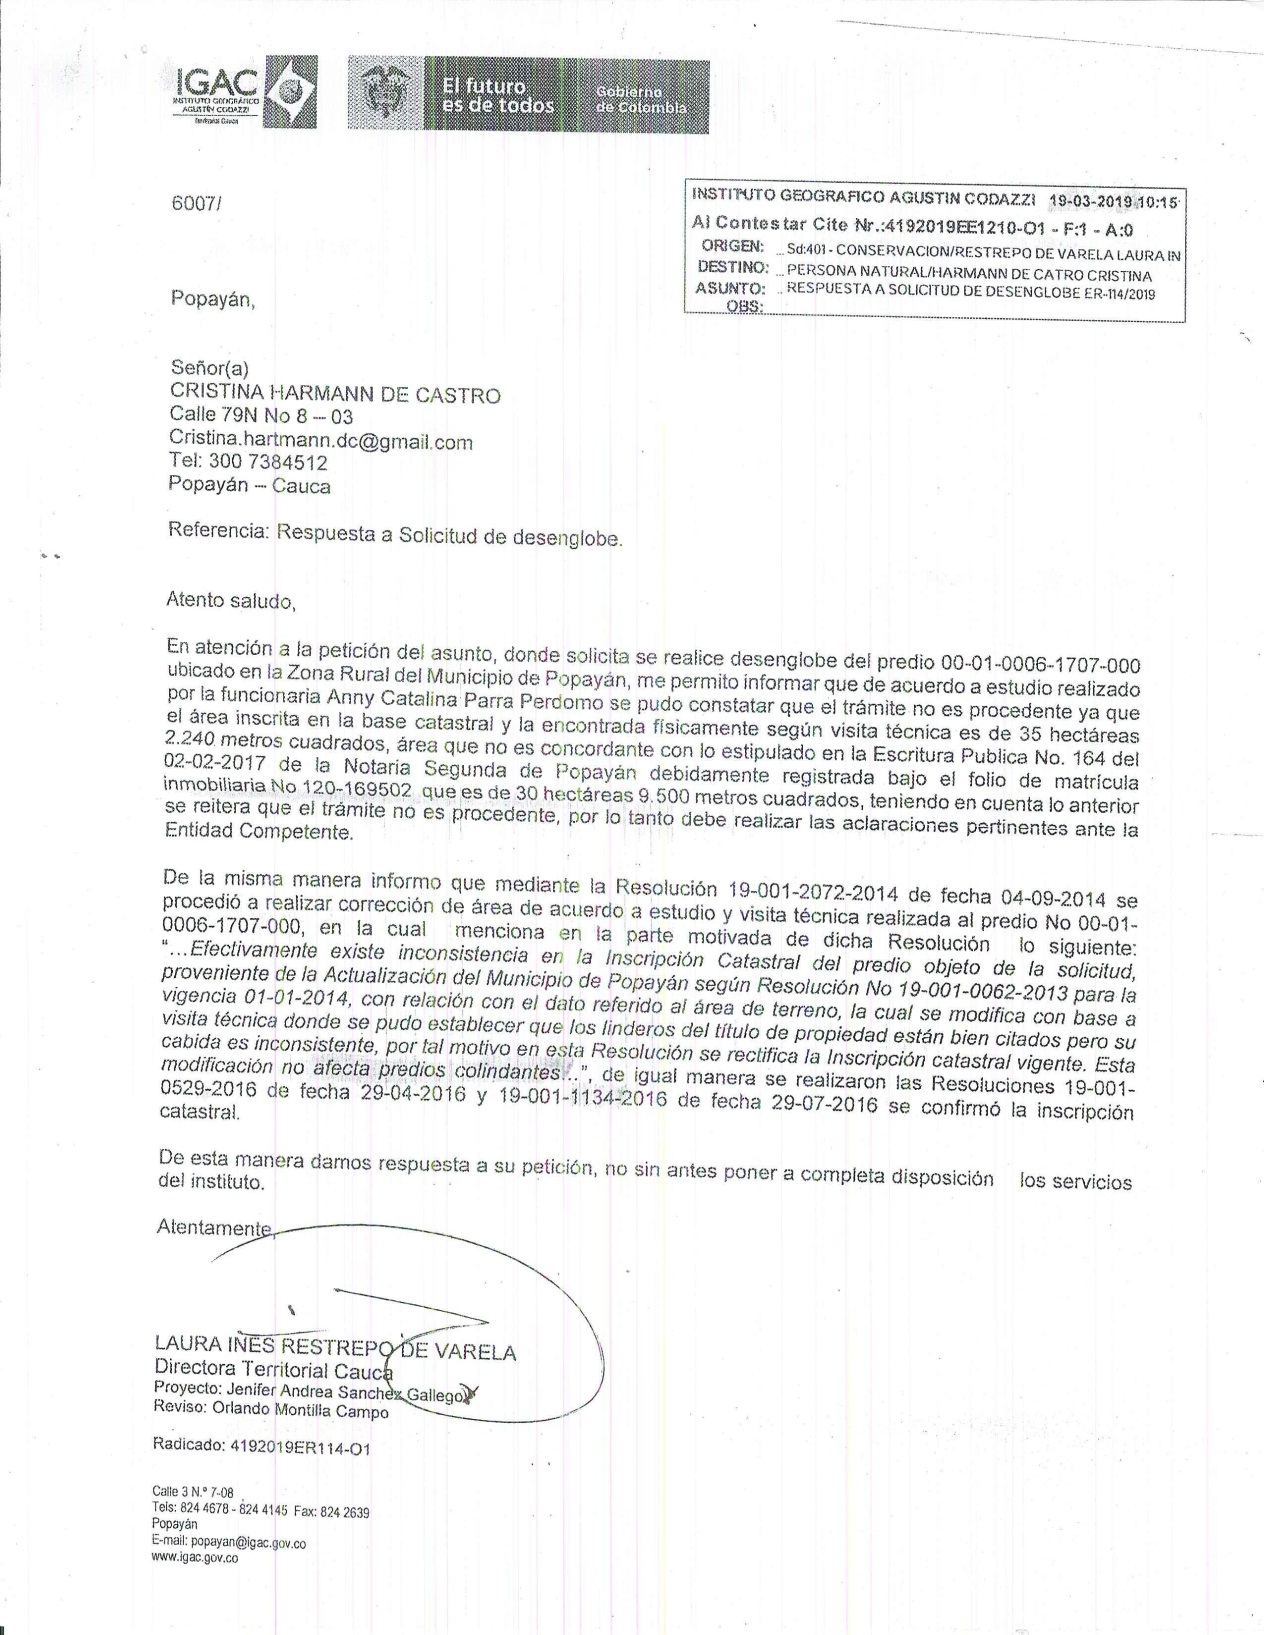 IGAC
INSTITUTO GEOGRÁFICO
AGUSTÍN CODAZZI
Territorial Cauca
El futuro
es de todos
Gobierno
de Colombia
6007/
INSTITUTO GEOGRAFICO AGUSTIN CODAZZI 19-03-2019 10:15
Al Contestar Cite Nr.:4192019EE1210-O1 - F:1 - A:0
ORIGEN: Sd:401 - CONSERVACION/RESTREPO DE VARELA LAURA IN
DESTINO: PERSONA NATURAL/HARMANN DE CATRO CRISTINA
ASUNTO: RESPUESTA A SOLICITUD DE DESENGLOBE ER-114/2019
OBS:
Popayán,
Señor(a)
CRISTINA HARMANN DE CASTRO
Calle 79N No 8 – 03
Cristina.hartmann.dc@gmail.com
Tel: 300 7384512
Popayán – Cauca
Referencia: Respuesta a Solicitud de desenglobe.
Atento saludo,
En atención a la petición del asunto, donde solicita se realice desenglobe del predio 00-01-0006-1707-000
ubicado en la Zona Rural del Municipio de Popayán, me permito informar que de acuerdo a estudio realizado
por la funcionaria Anny Catalina Parra Perdomo se pudo constatar que el trámite no es procedente ya que
el área inscrita en la base catastral y la encontrada físicamente según visita técnica es de 35 hectáreas
2.240 metros cuadrados, área que no es concordante con lo estipulado en la Escritura Publica No. 164 del
02-02-2017 de la Notaria Segunda de Popayán debidamente registrada bajo el folio de matrícula
inmobiliaria No 120-169502 que es de 30 hectáreas 9.500 metros cuadrados, teniendo en cuenta lo anterior
se reitera que el trámite no es procedente, por lo tanto debe realizar las aclaraciones pertinentes ante la
Entidad Competente.
De la misma manera informo que mediante la Resolución 19-001-2072-2014 de fecha 04-09-2014 se
procedió a realizar corrección de área de acuerdo a estudio y visita técnica realizada al predio No 00-01-
0006-1707-000, en la cual menciona en la parte motivada de dicha Resolución lo siguiente:
"...Efectivamente existe inconsistencia en la Inscripción Catastral del predio objeto de la solicitud,
proveniente de la Actualización del Municipio de Popayán según Resolución No 19-001-0062-2013 para la
vigencia 01-01-2014, con relación con el dato referido al área de terreno, la cual se modifica con base a
visita técnica donde se pudo establecer que los linderos del título de propiedad están bien citados pero su
cabida es inconsistente, por tal motivo en esta Resolución se rectifica la Inscripción catastral vigente. Esta
modificación no afecta predios colindantes...", de igual manera se realizaron las Resoluciones 19-001-
0529-2016 de fecha 29-04-2016 y 19-001-1134-2016 de fecha 29-07-2016 se confirmó la inscripción
catastral.
De esta manera damos respuesta a su petición, no sin antes poner a completa disposición los servicios
del instituto.
Atentamente,
LAURA INÉS RESTREPO DE VARELA
Directora Territorial Cauca
Proyecto: Jenifer Andrea Sanchez Gallego
Reviso: Orlando Montilla Campo
Radicado: 4192019ER114-O1
Calle 3 N.º 7-08
Tels: 824 4678 - 824 4145 Fax: 824 2639
Popayán
E-mail: popayan@igac.gov.co
www.igac.gov.co